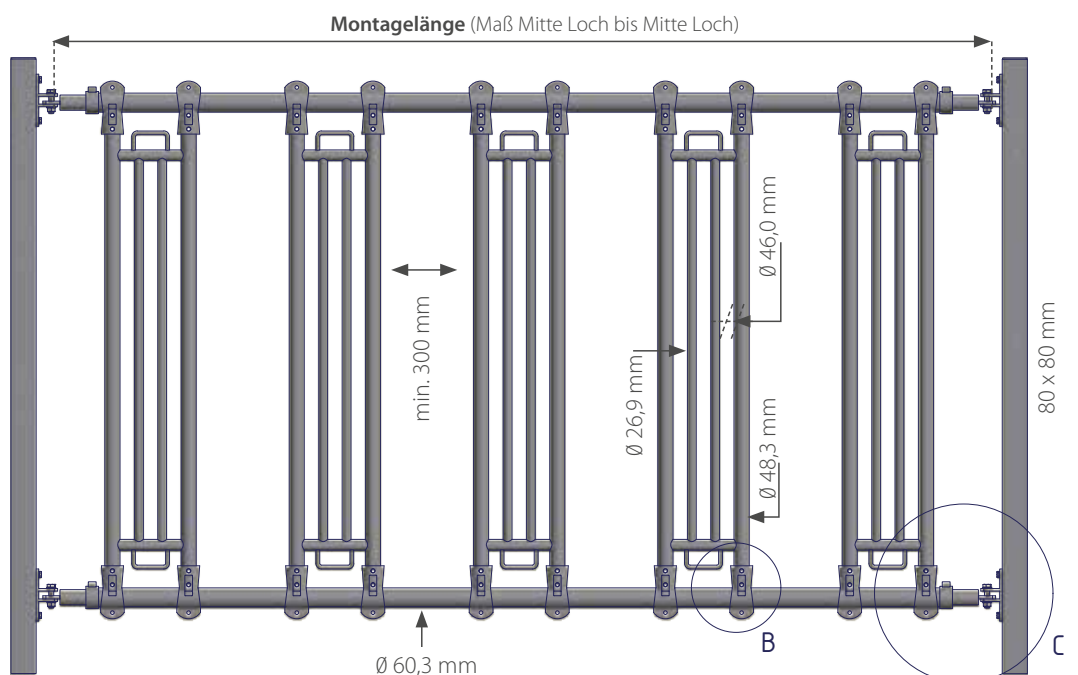 Montagelänge (Maß Mitte Loch bis Mitte Loch)
Ø 46,0 mm
min. 300 mm
Ø 26,9 mm
80 x 80 mm
Ø 48,3 mm
B
C
Ø 60,3 mm